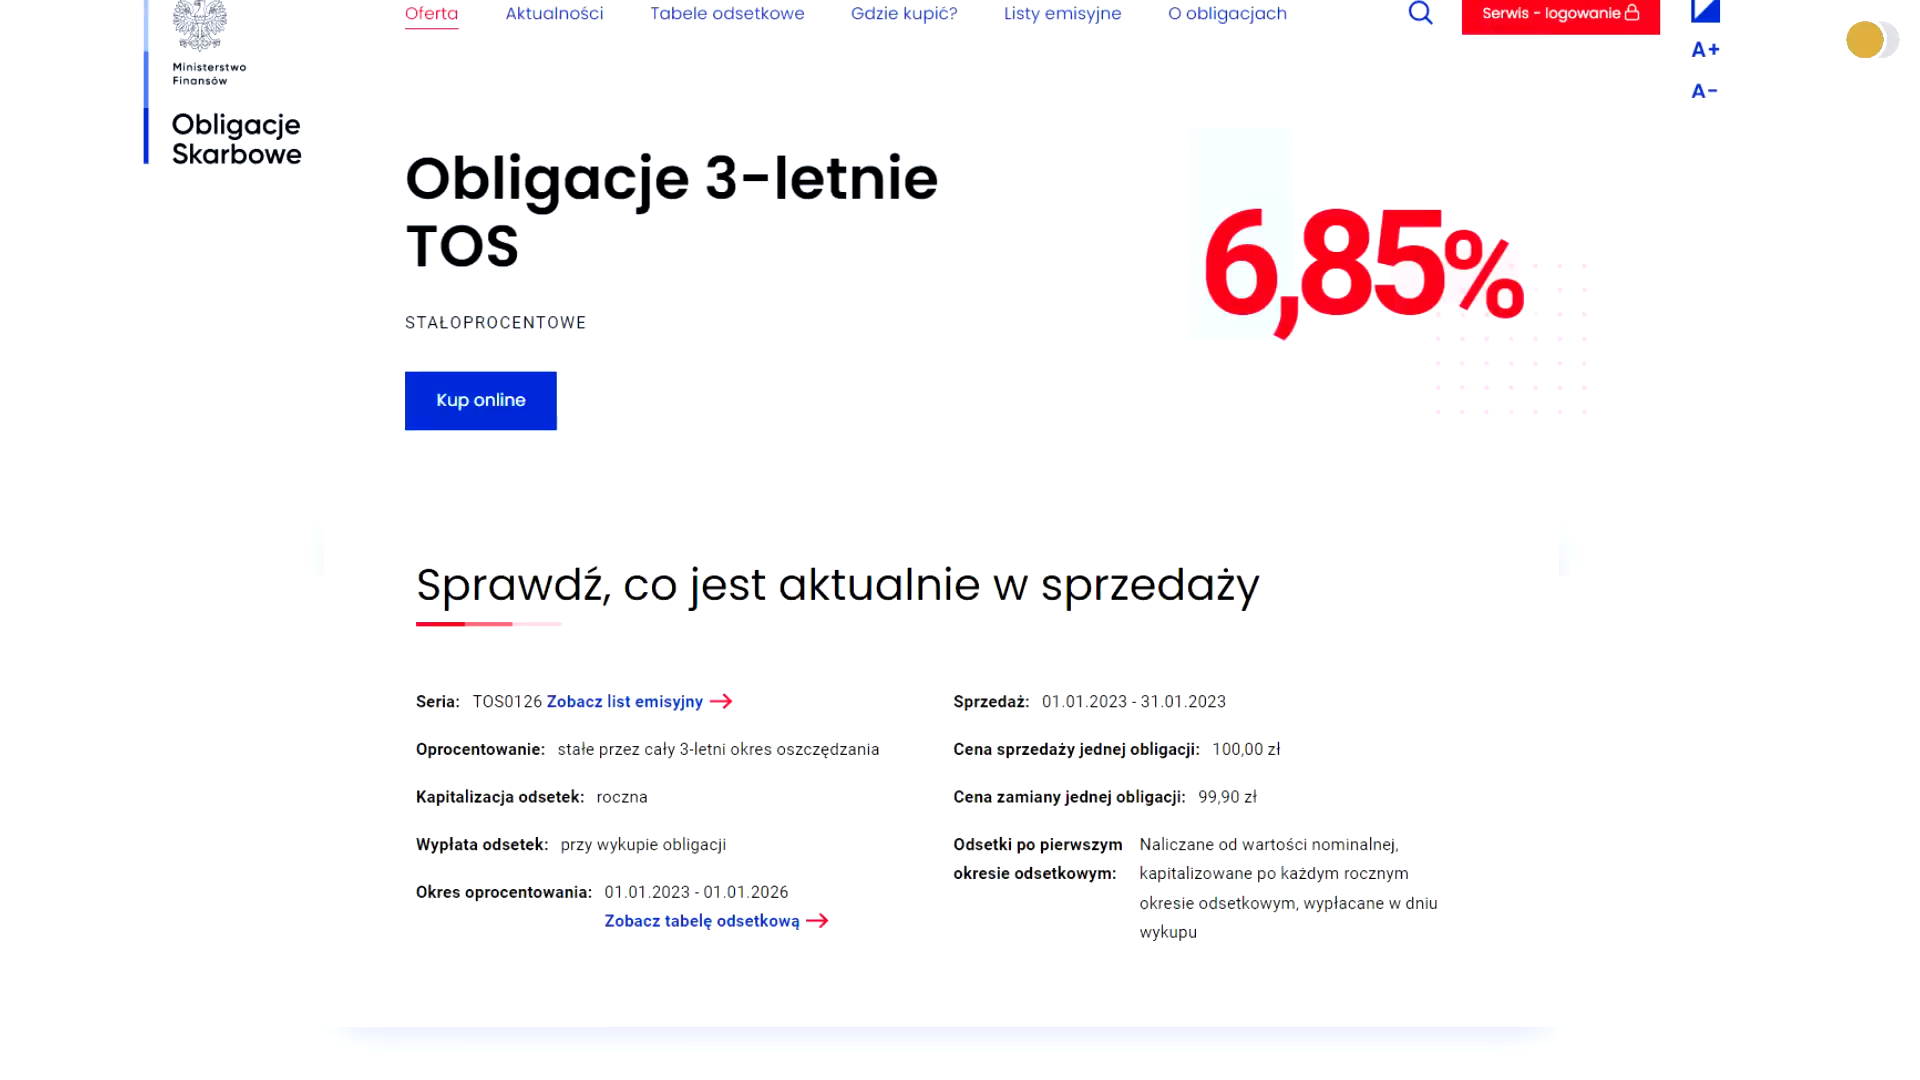 Oferta
Aktualności
Tabele odsetkowe
Gdzie kupić?
Listy emisyjne
O obligacjach
Serwis - logowanie
A+
A-
Ministerstwo
Finansów
Obligacje
Skarbowe
Obligacje 3-letnie
TOS
6,85%
STAŁOPROCENTOWE
Kup online
Sprawdź, co jest aktualnie w sprzedaży
Seria: TOS0126 Zobacz list emisyjny
Oprocentowanie: stałe przez cały 3-letni okres oszczędzania
Kapitalizacja odsetek: roczna
Wypłata odsetek: przy wykupie obligacji
Okres oprocentowania: 01.01.2023 - 01.01.2026
Zobacz tabelę odsetkową
Sprzedaż: 01.01.2023 - 31.01.2023
Cena sprzedaży jednej obligacji: 100,00 zł
Cena zamiany jednej obligacji: 99,90 zł
Odsetki po pierwszym okresie odsetkowym:
Naliczane od wartości nominalnej,
kapitalizowane po każdym rocznym
okresie odsetkowym, wypłacane w dniu
wykupu